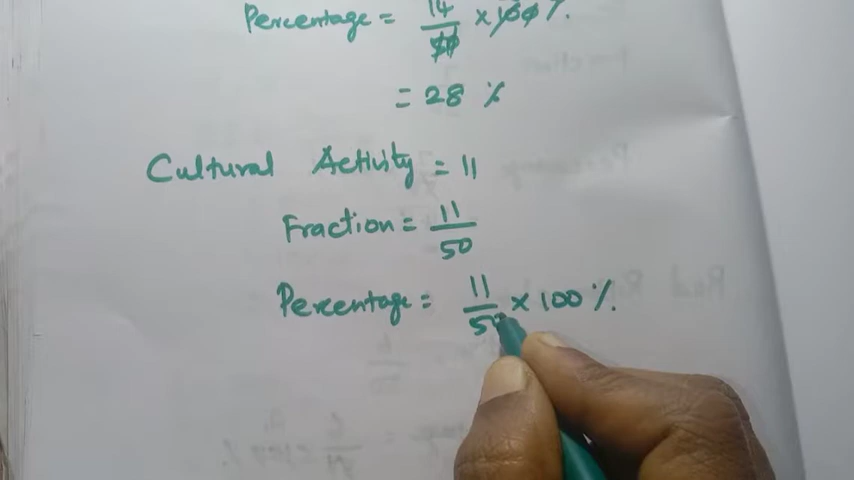 Percentage = 14/50 × 100 %
= 28 %
Cultural Activity = 11
Fraction = 11/50
Percentage = 11/50 × 100 %